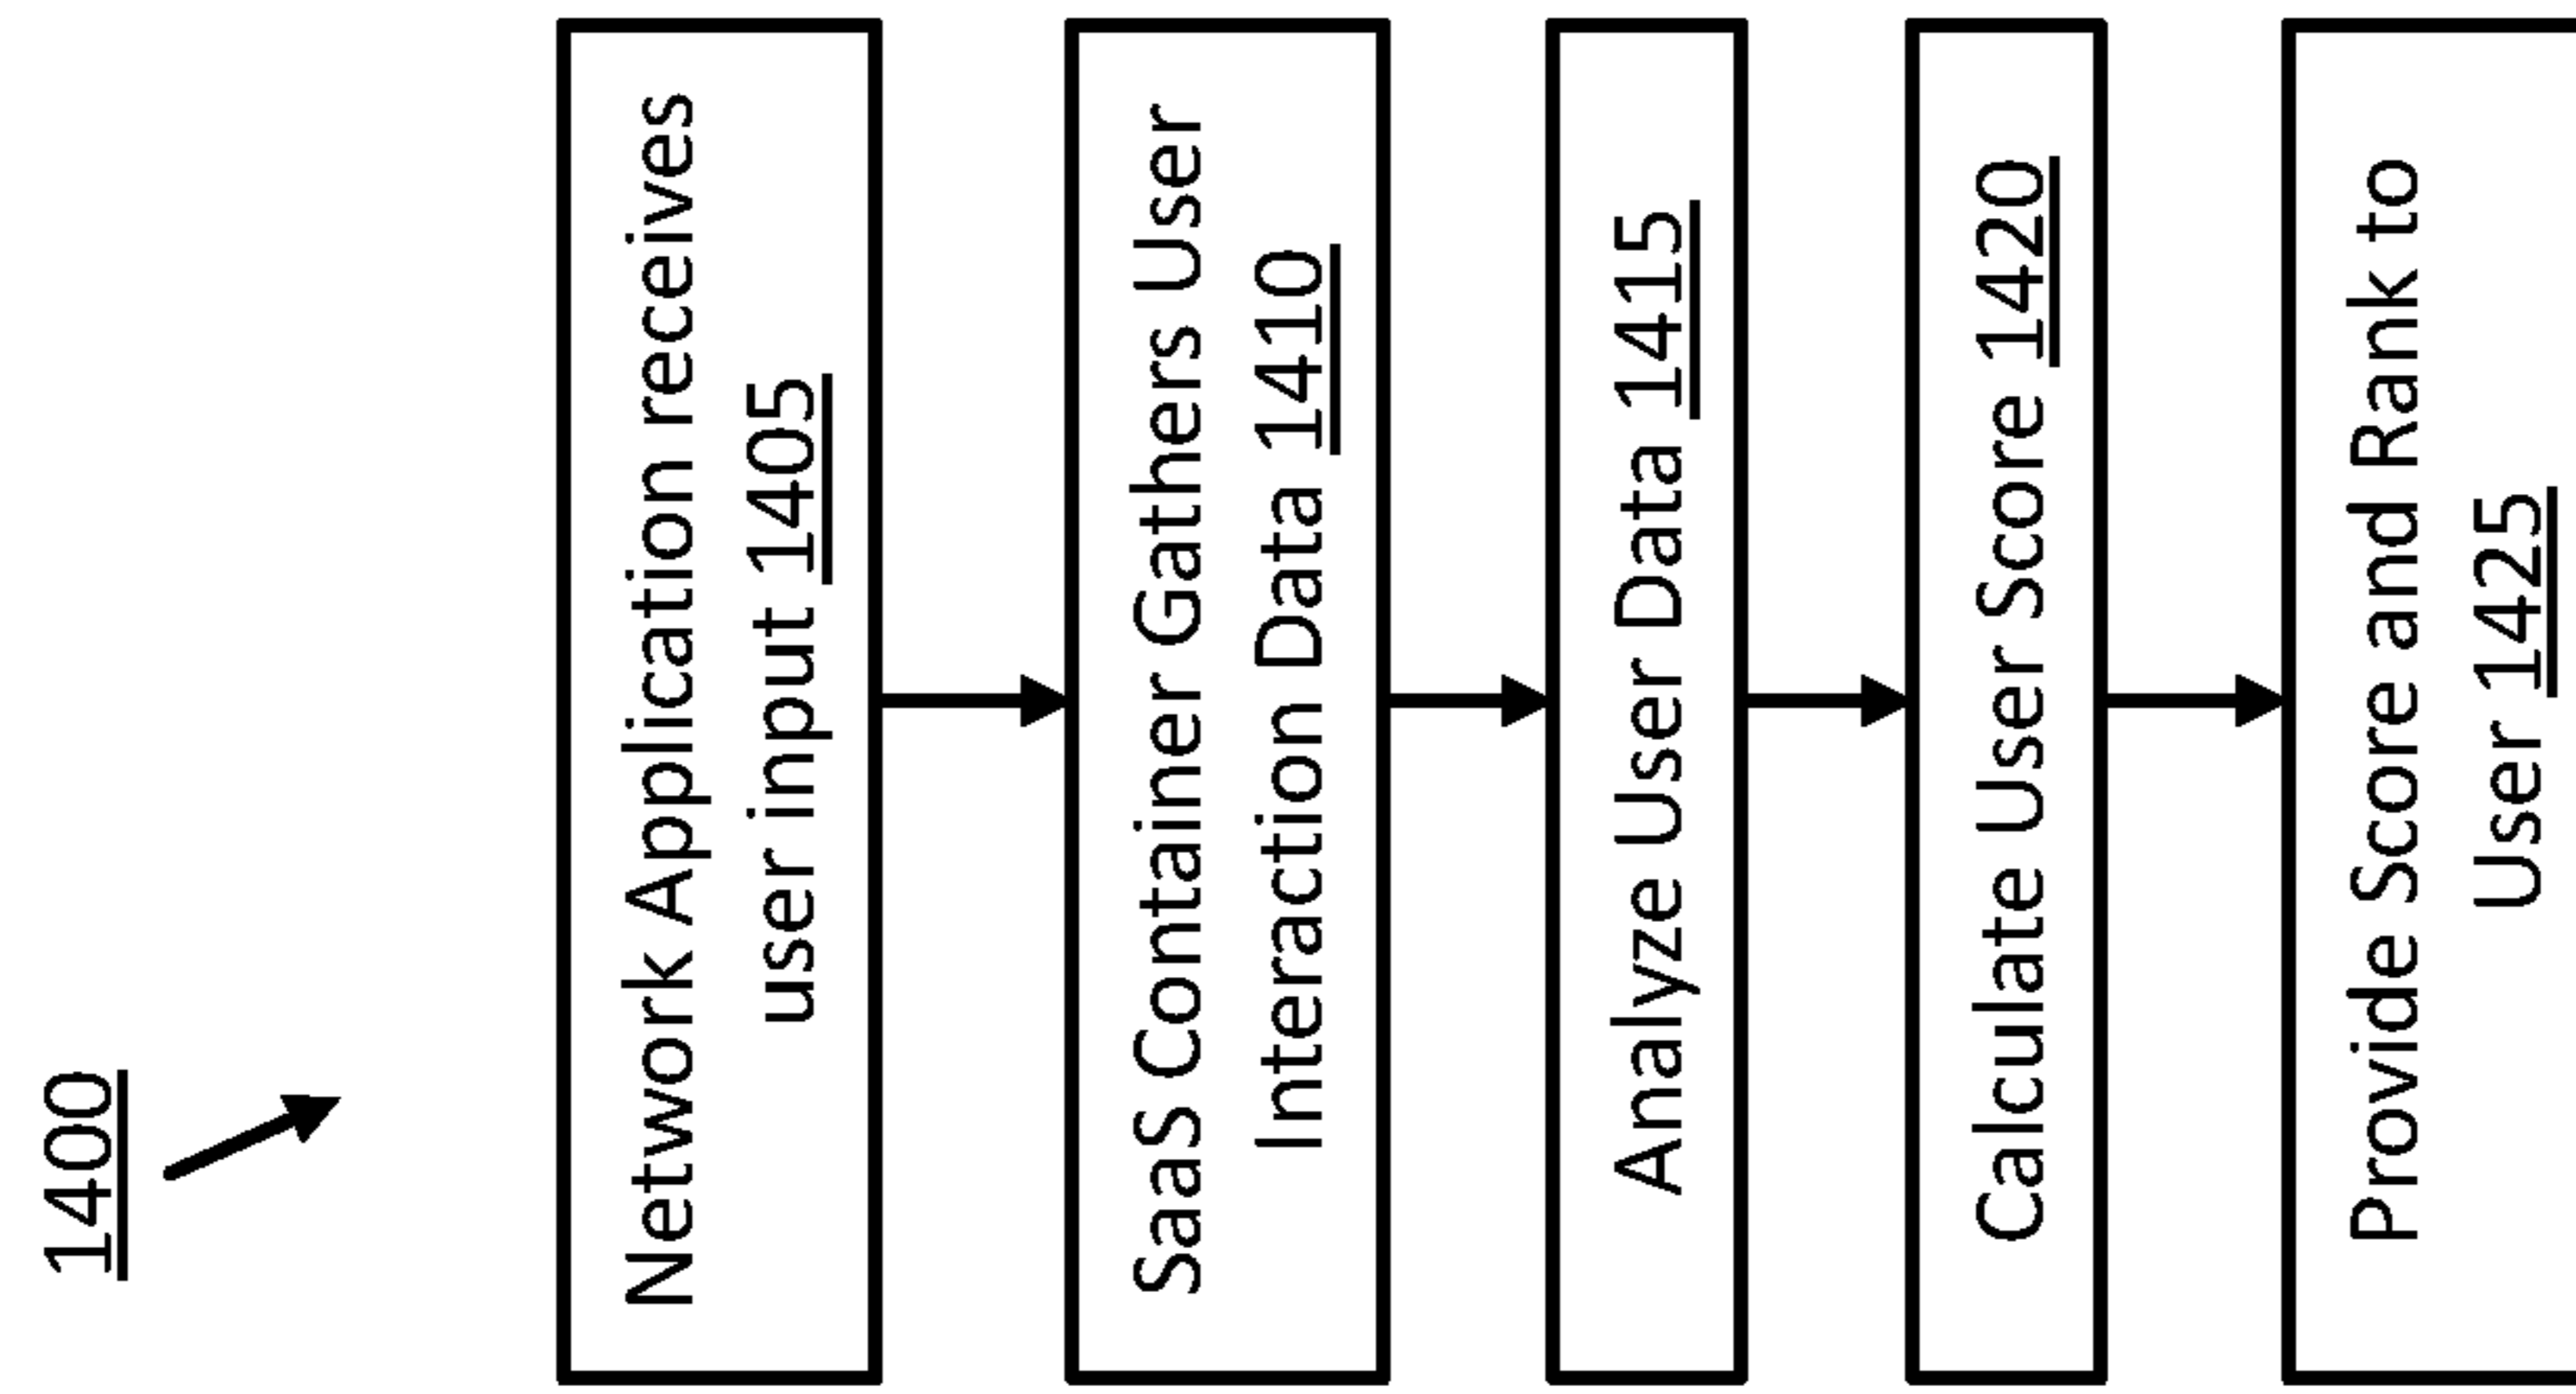 1400
Network Application receives
user input 1405
SaaS Container Gathers User
Interaction Data 1410
Analyze User Data 1415
Calculate User Score 1420
Provide Score and Rank to
User 1425